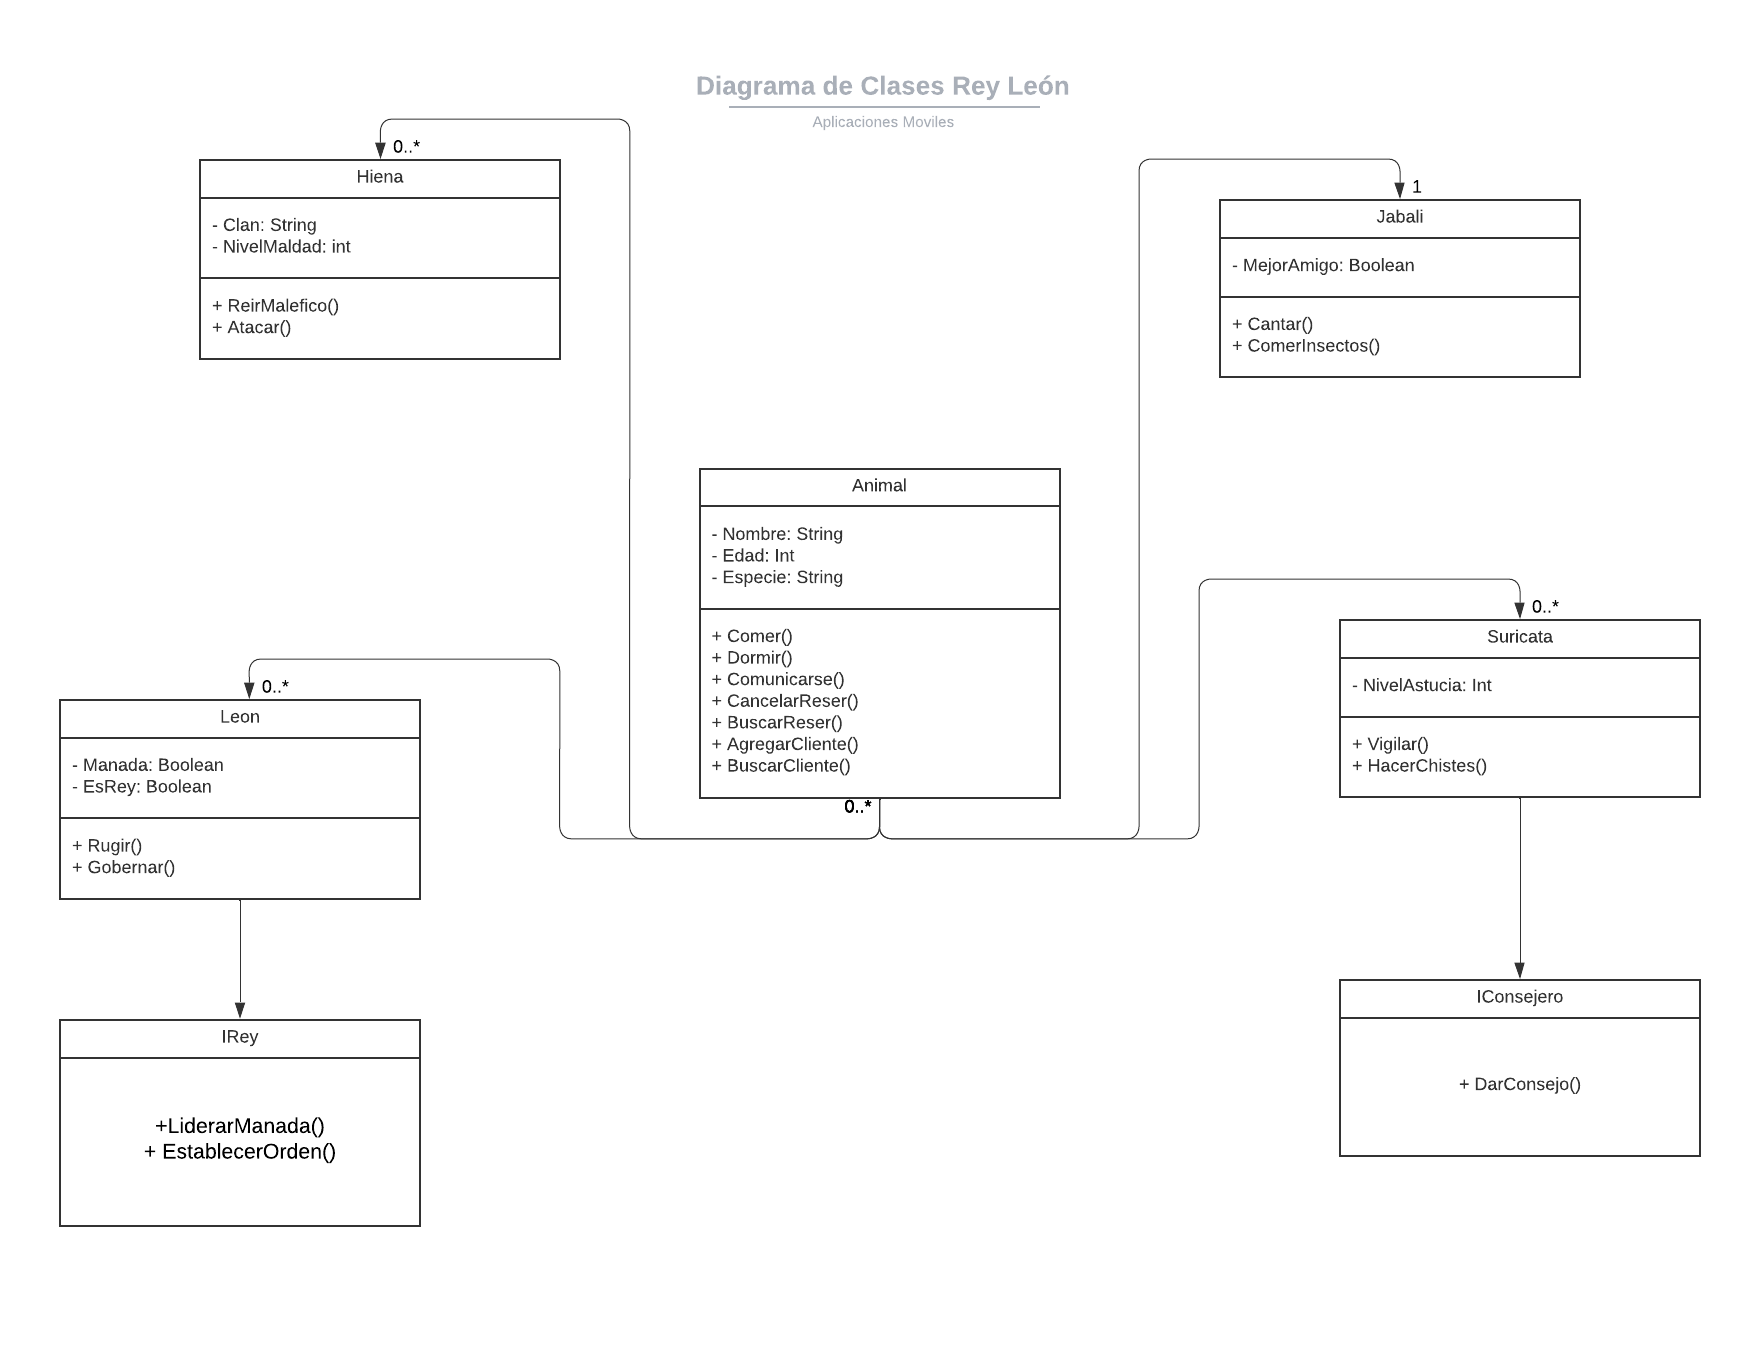 Diagrama de Clases Rey León
Aplicaciones Moviles
0..*
Hiena
- Clan: String
- NivelMaldad: int
+ ReirMalefico()
+ Atacar()
1
Jabali
- MejorAmigo: Boolean
+ Cantar()
+ ComerInsectos()
Animal
- Nombre: String
- Edad: Int
- Especie: String
+ Comer()
+ Dormir()
+ Comunicarse()
+ CancelarReser()
+ BuscarReser()
+ AgregarCliente()
+ BuscarCliente()
0..*
0..*
Leon
- Manada: Boolean
- EsRey: Boolean
+ Rugir()
+ Gobernar()
0..*
Suricata
- NivelAstucia: Int
+ Vigilar()
+ HacerChistes()
IRey
+LiderarManada()
+ EstablecerOrden()
IConsejero
+ DarConsejo()